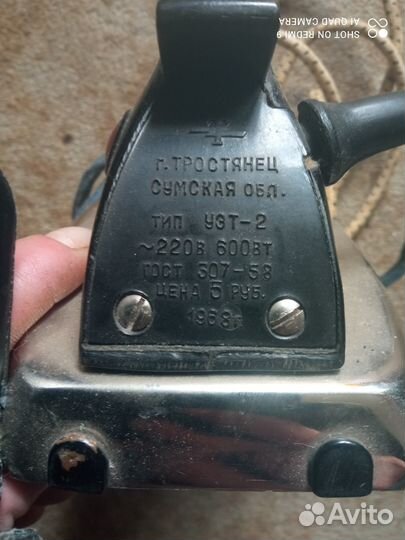 SHOT ON REDMI 9
AI QUAD CAMERA
г. ТРОСТЯНЕЦ
СУМСКАЯ ОБЛ.
ТИП УЭТ-2
~220В 600ВТ
ГОСТ 307-58
ЦЕНА 5 РУБ.
1968г
Avito